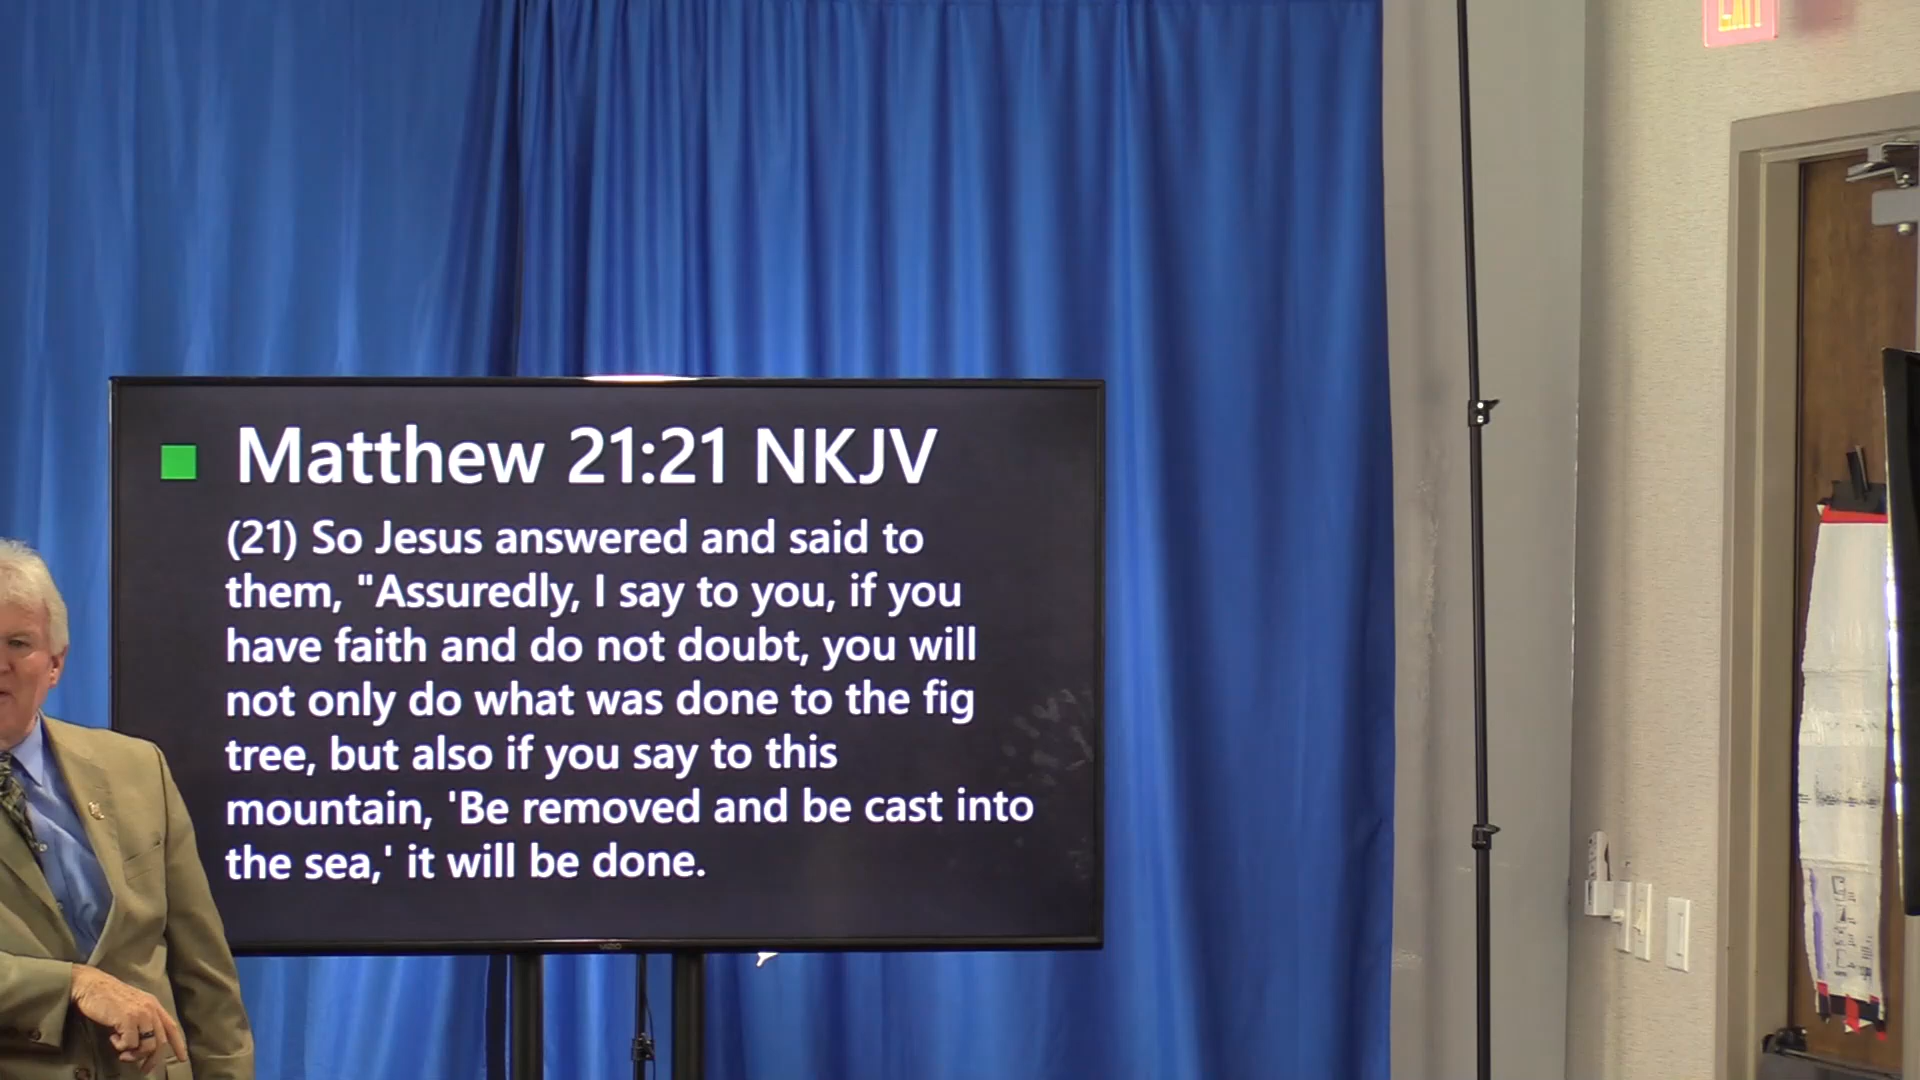 EXIT
Matthew 21:21 NKJV
(21) So Jesus answered and said to
them, "Assuredly, I say to you, if you
have faith and do not doubt, you will
not only do what was done to the fig
tree, but also if you say to this
mountain, 'Be removed and be cast into
the sea,' it will be done.
VIZIO